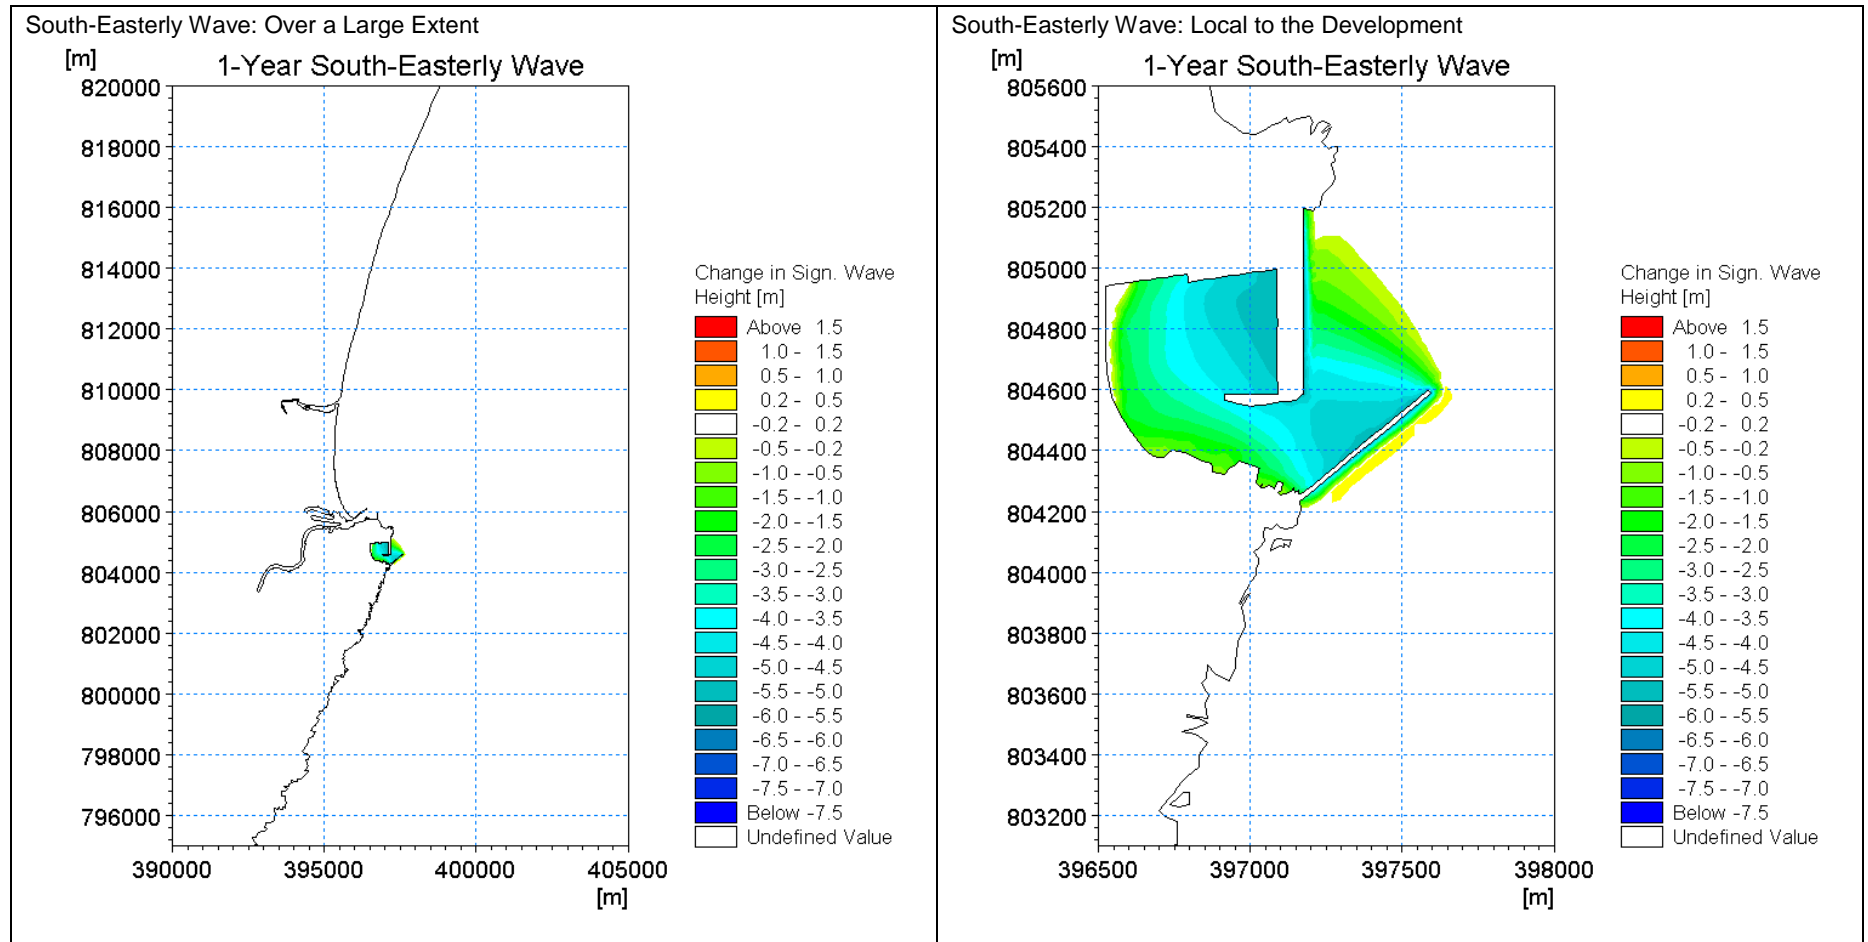 South-Easterly Wave: Over a Large Extent
[m]
1-Year South-Easterly Wave
820000
818000
816000
814000
812000
810000
808000
806000
804000
802000
800000
798000
796000
390000 395000 400000 405000
[m]
Change in Sign. Wave
Height [m]
Above 1.5
1.0 - 1.5
0.5 - 1.0
0.2 - 0.5
-0.2 - 0.2
-0.5 - -0.2
-1.0 - -0.5
-1.5 - -1.0
-2.0 - -1.5
-2.5 - -2.0
-3.0 - -2.5
-3.5 - -3.0
-4.0 - -3.5
-4.5 - -4.0
-5.0 - -4.5
-5.5 - -5.0
-6.0 - -5.5
-6.5 - -6.0
-7.0 - -6.5
-7.5 - -7.0
Below -7.5
Undefined Value
South-Easterly Wave: Local to the Development
[m]
1-Year South-Easterly Wave
805600
805400
805200
805000
804800
804600
804400
804200
804000
803800
803600
803400
803200
396500 397000 397500 398000
[m]
Change in Sign. Wave
Height [m]
Above 1.5
1.0 - 1.5
0.5 - 1.0
0.2 - 0.5
-0.2 - 0.2
-0.5 - -0.2
-1.0 - -0.5
-1.5 - -1.0
-2.0 - -1.5
-2.5 - -2.0
-3.0 - -2.5
-3.5 - -3.0
-4.0 - -3.5
-4.5 - -4.0
-5.0 - -4.5
-5.5 - -5.0
-6.0 - -5.5
-6.5 - -6.0
-7.0 - -6.5
-7.5 - -7.0
Below -7.5
Undefined Value